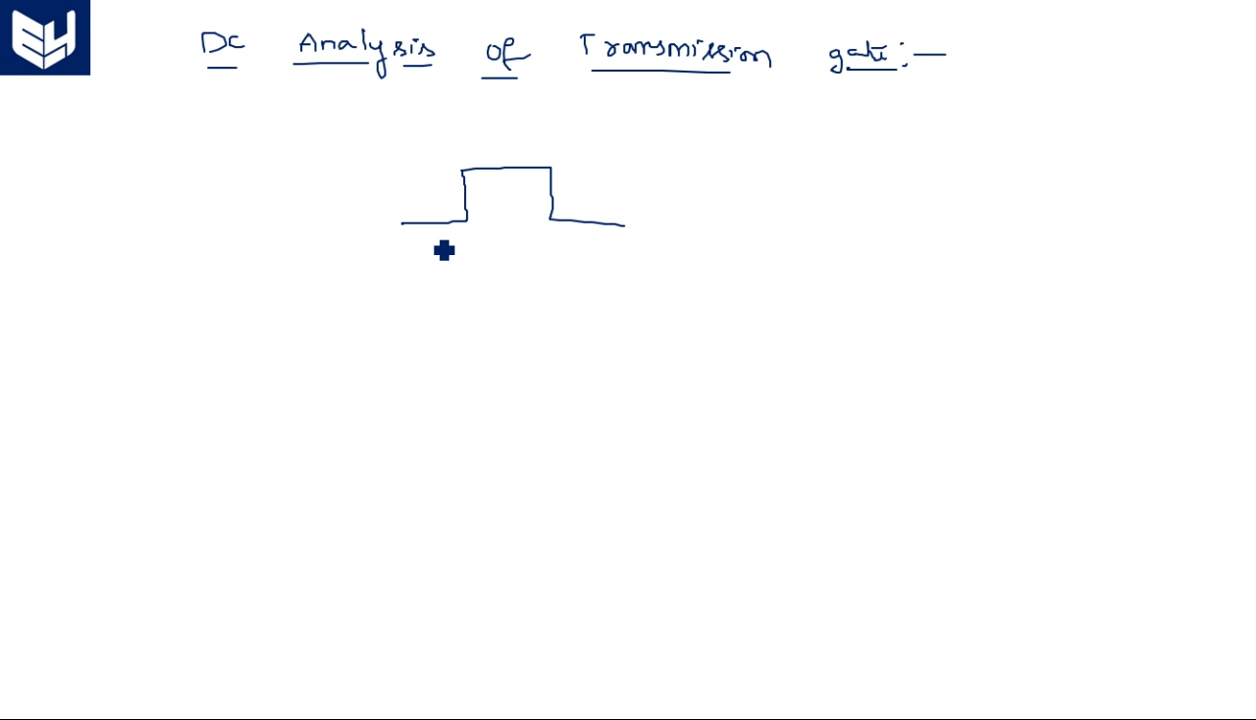 DC Analysis of Transmission gate :-